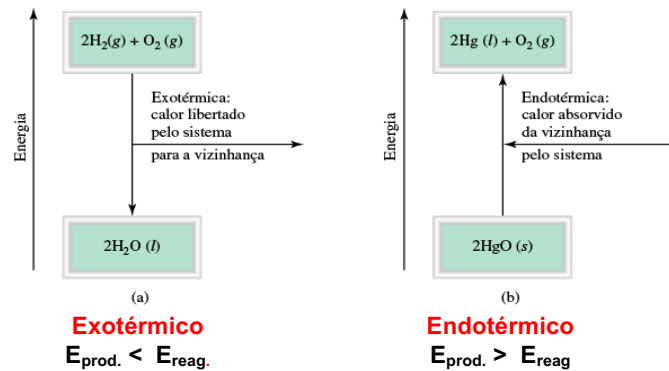 Energia
2H₂(g) + O₂ (g)
Exotérmica:
calor libertado
pelo sistema
para a vizinhança
2H₂O (l)
(a)
Exotérmico
Eprod. < Ereag.
Energia
2Hg (l) + O₂ (g)
Endotérmica:
calor absorvido
da vizinhança
pelo sistema
2HgO (s)
(b)
Endotérmico
Eprod. > Ereag